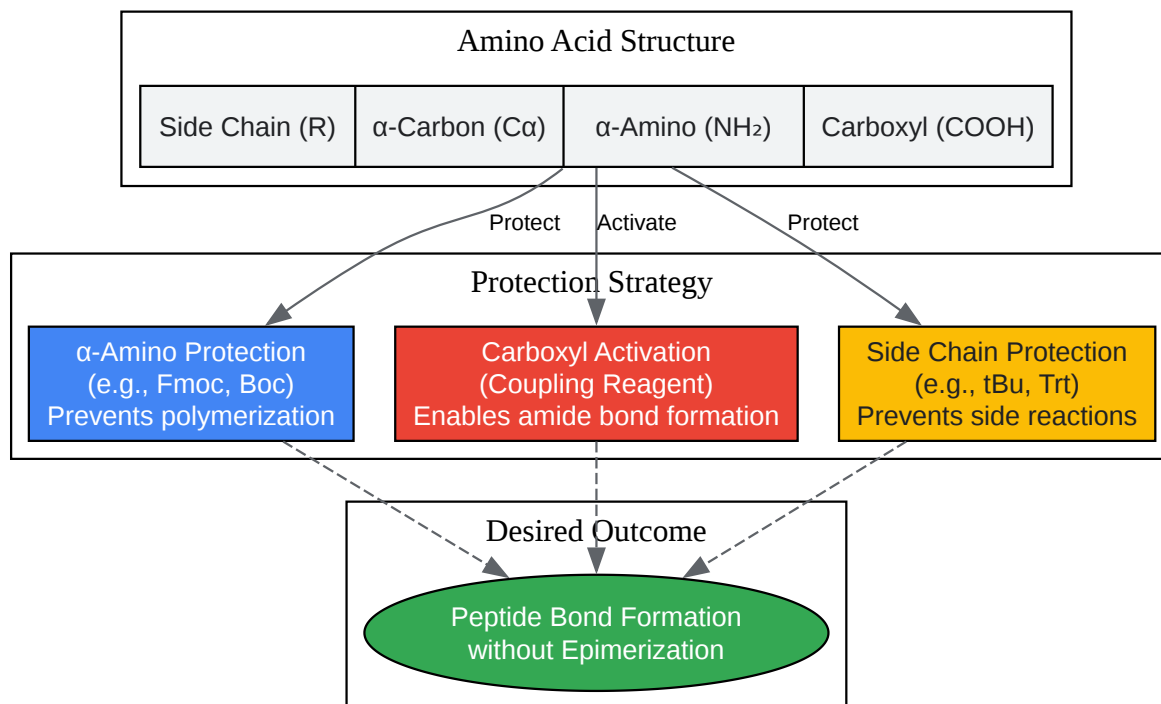 Amino Acid Structure
Side Chain (R)
α-Carbon (Cα)
α-Amino (NH₂)
Carboxyl (COOH)
Protect
Activate
Protect
Protection Strategy
α-Amino Protection
(e.g., Fmoc, Boc)
Prevents polymerization
Carboxyl Activation
(Coupling Reagent)
Enables amide bond formation
Side Chain Protection
(e.g., tBu, Trt)
Prevents side reactions
Desired Outcome
Peptide Bond Formation
without Epimerization